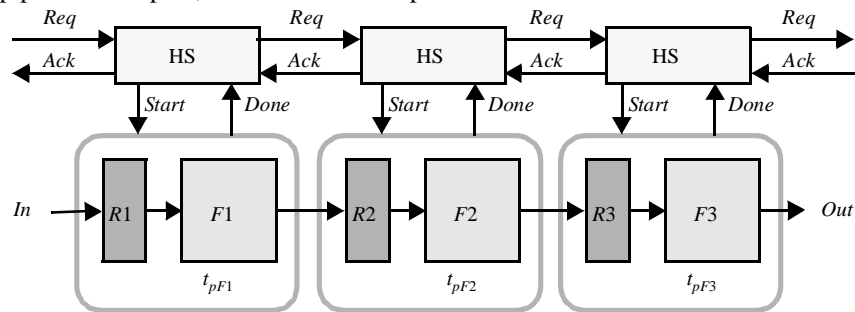 Req Req Req Req
HS HS HS
Ack Ack Ack Ack
Start Done Start Done Start Done
In R1 F1 R2 F2 R3 F3 Out
tpF1 tpF2 tpF3